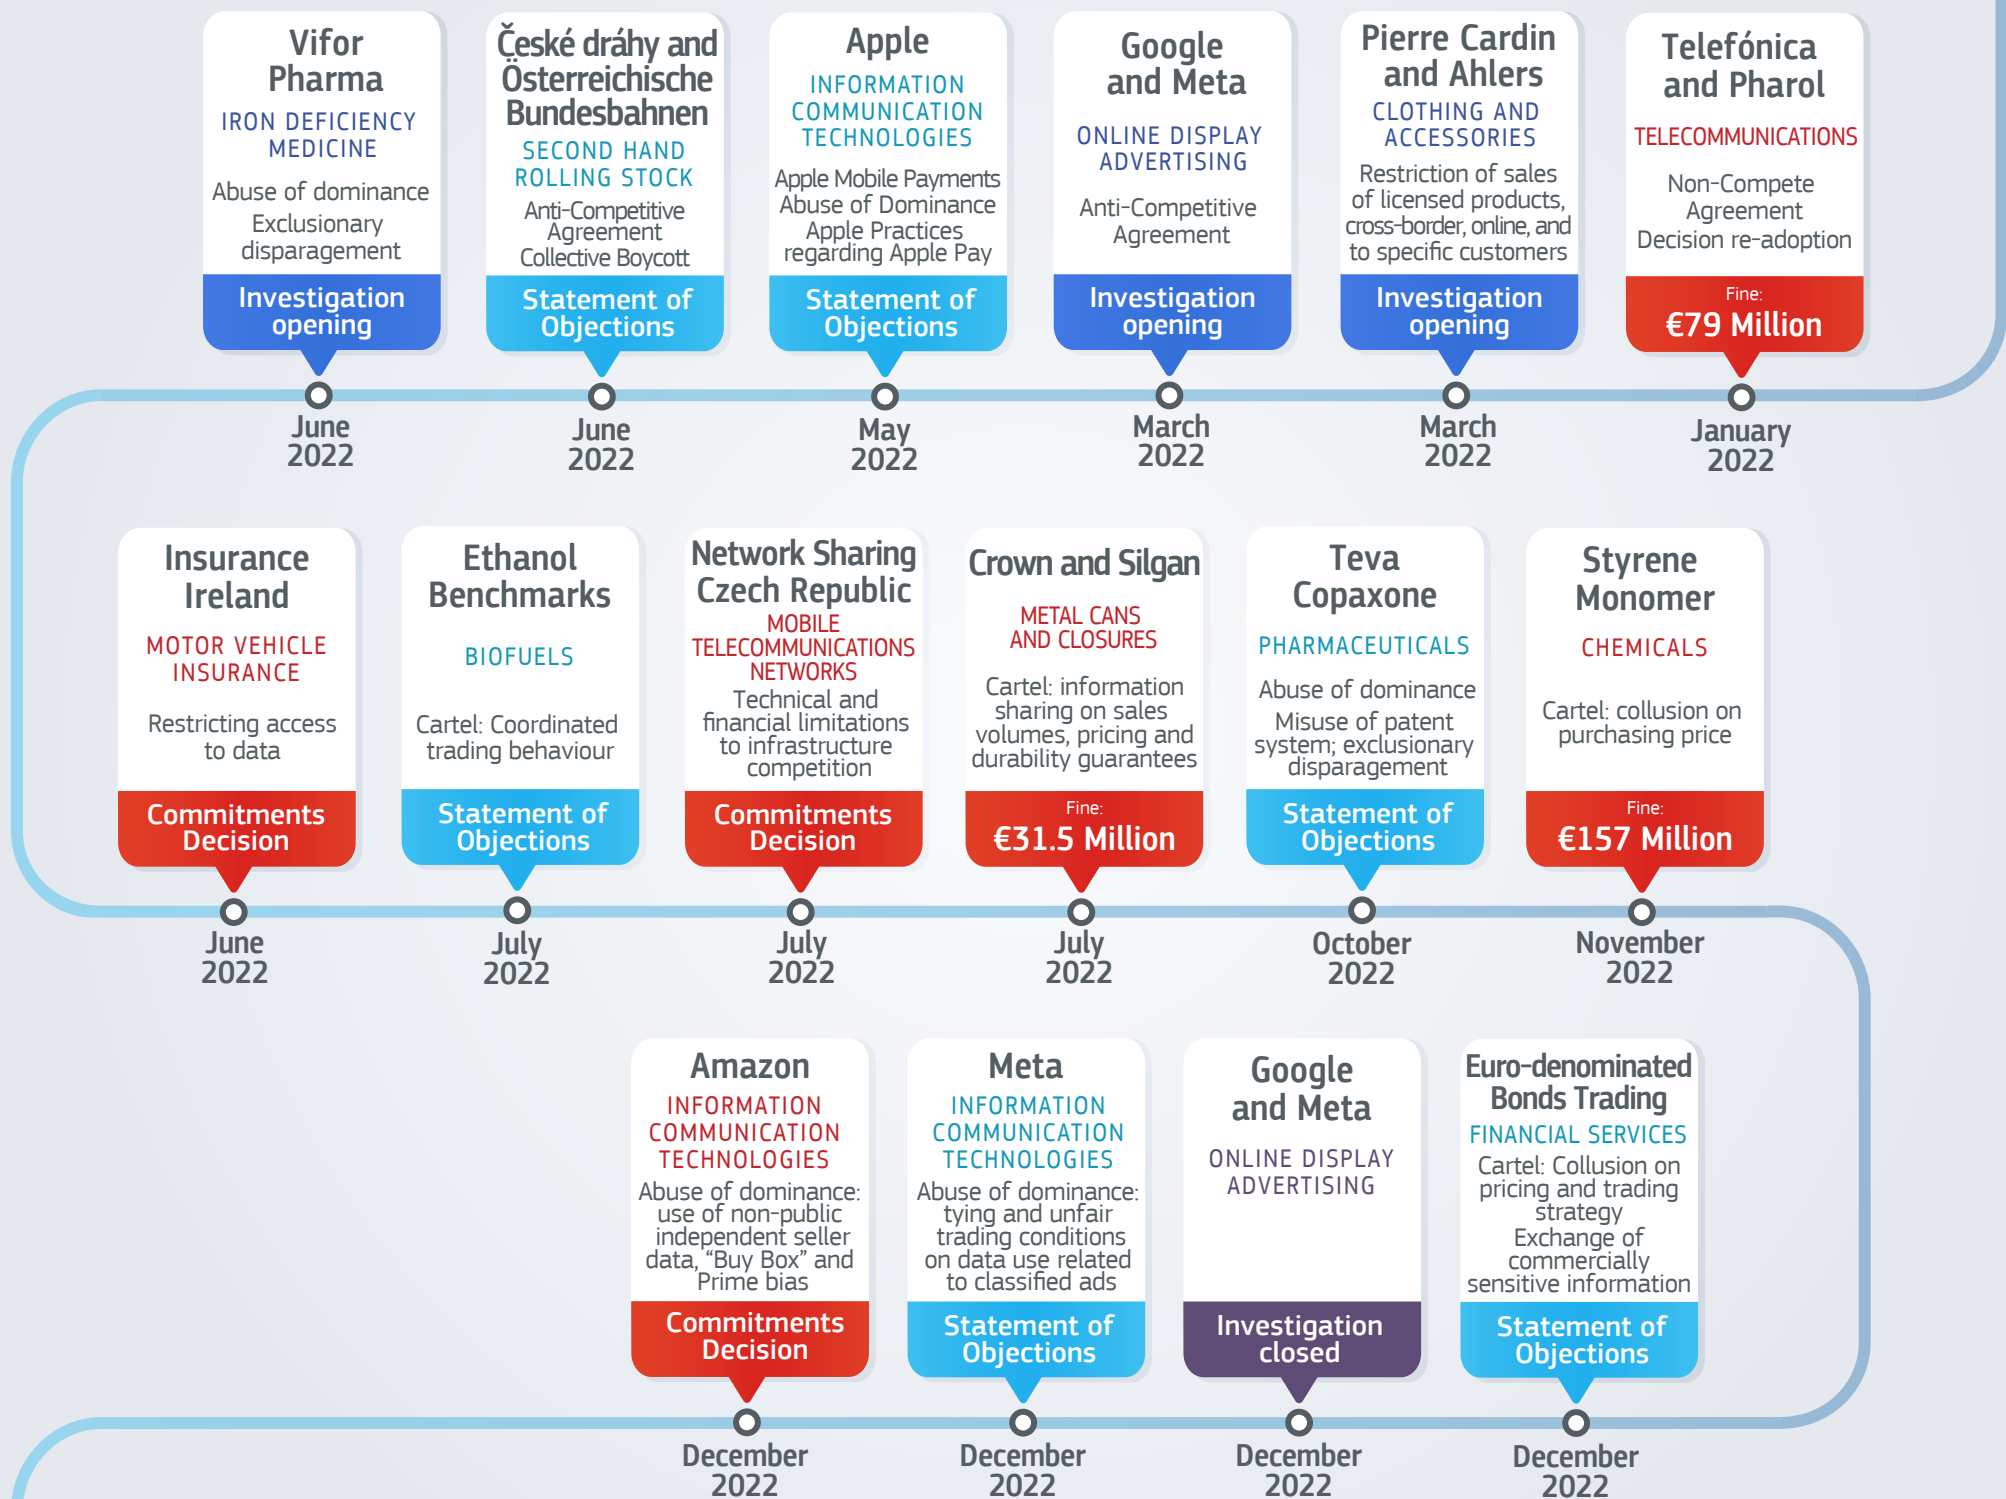 Vifor
Pharma
IRON DEFICIENCY
MEDICINE
Abuse of dominance
Exclusionary
disparagement
Investigation
opening
June
2022
České dráhy and
Österreichische
Bundesbahnen
SECOND HAND
ROLLING STOCK
Anti-Competitive
Agreement
Collective Boycott
Statement of
Objections
June
2022
Apple
INFORMATION
COMMUNICATION
TECHNOLOGIES
Apple Mobile Payments
Abuse of Dominance
Apple Practices
regarding Apple Pay
Statement of
Objections
May
2022
Google
and Meta
ONLINE DISPLAY
ADVERTISING
Anti-Competitive
Agreement
Investigation
opening
March
2022
Pierre Cardin
and Ahlers
CLOTHING AND
ACCESSORIES
Restriction of sales
of licensed products,
cross-border, online, and
to specific customers
Investigation
opening
March
2022
Telefónica
and Pharol
TELECOMMUNICATIONS
Non-Compete
Agreement
Decision re-adoption
Fine:
€79 Million
January
2022
Insurance
Ireland
MOTOR VEHICLE
INSURANCE
Restricting access
to data
Commitments
Decision
June
2022
Ethanol
Benchmarks
BIOFUELS
Cartel: Coordinated
trading behaviour
Statement of
Objections
July
2022
Network Sharing
Czech Republic
MOBILE
TELECOMMUNICATIONS
NETWORKS
Technical and
financial limitations
to infrastructure
competition
Commitments
Decision
July
2022
Crown and Silgan
METAL CANS
AND CLOSURES
Cartel: information
sharing on sales
volumes, pricing and
durability guarantees
Fine:
€31.5 Million
July
2022
Teva
Copaxone
PHARMACEUTICALS
Abuse of dominance
Misuse of patent
system; exclusionary
disparagement
Statement of
Objections
October
2022
Styrene
Monomer
CHEMICALS
Cartel: collusion on
purchasing price
Fine:
€157 Million
November
2022
Amazon
INFORMATION
COMMUNICATION
TECHNOLOGIES
Abuse of dominance:
use of non-public
independent seller
data, “Buy Box” and
Prime bias
Commitments
Decision
December
2022
Meta
INFORMATION
COMMUNICATION
TECHNOLOGIES
Abuse of dominance:
tying and unfair
trading conditions
on data use related
to classified ads
Statement of
Objections
December
2022
Google
and Meta
ONLINE DISPLAY
ADVERTISING
Investigation
closed
December
2022
Euro-denominated
Bonds Trading
FINANCIAL SERVICES
Cartel: Collusion on
pricing and trading
strategy
Exchange of
commercially
sensitive information
Statement of
Objections
December
2022